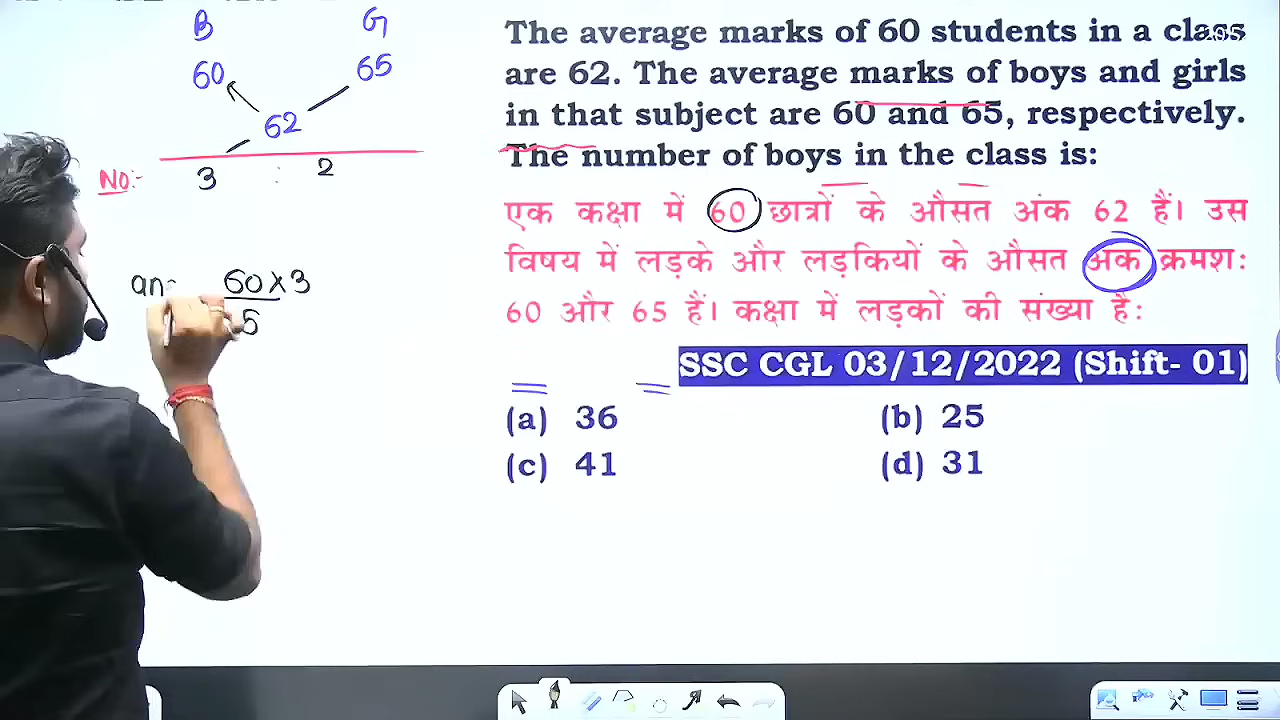 B G
60 65
62
NO:- 3 : 2
60×3
5
The average marks of 60 students in a class
are 62. The average marks of boys and girls
in that subject are 60 and 65, respectively.
The number of boys in the class is:
एक कक्षा में 60 छात्रों के औसत अंक 62 हैं। उस
विषय में लड़के और लड़कियों के औसत अंक क्रमश:
60 और 65 हैं। कक्षा में लड़कों की संख्या है:
SSC CGL 03/12/2022 (Shift- 01)
(a) 36 (b) 25
(c) 41 (d) 31